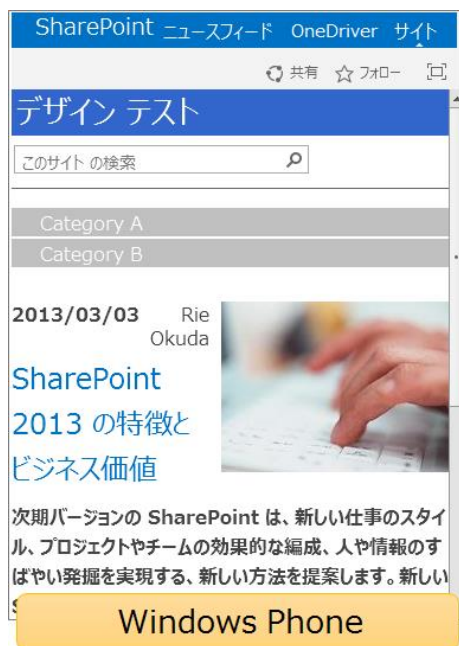 SharePoint ニュースフィード OneDriver サイト
共有 フォロー
デザイン テスト
このサイト の検索
Category A
Category B
2013/03/03 Rie
Okuda
SharePoint
2013 の特徴と
ビジネス価値
次期バージョンの SharePoint は、新しい仕事のスタイ
ル、プロジェクトやチームの効果的な編成、人や情報のす
ばやい発掘を実現する、新しい方法を提案します。新しい
Windows Phone